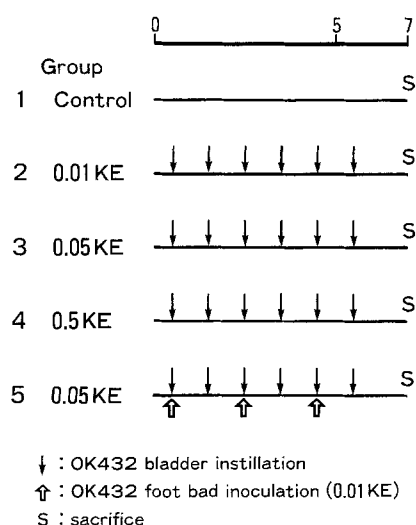 0 5 7
Group
S
1 Control
S
2 0.01 KE
S
3 0.05 KE
S
4 0.5 KE
S
5 0.05 KE
↓ : OK432 bladder instillation
⇧ : OK432 foot bad inoculation (0.01 KE)
S : sacrifice